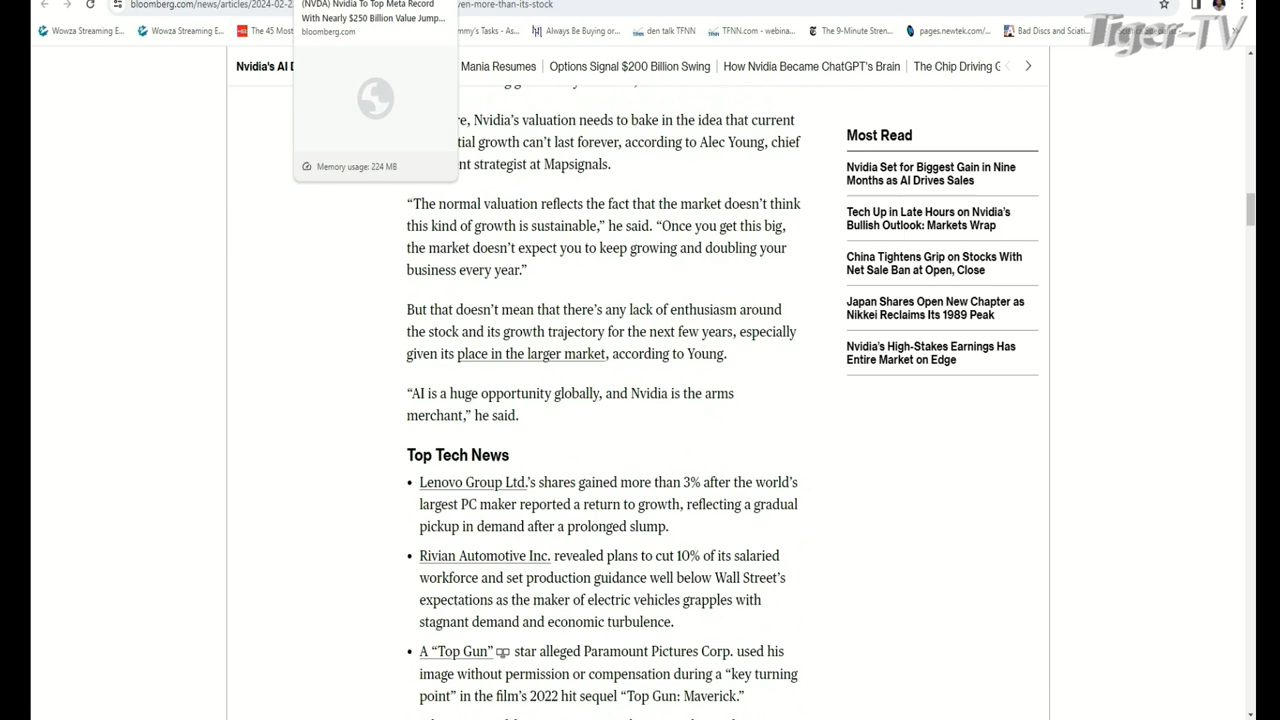 bloomberg.com/news/articles/2024-02-2
ven-more-than-its-stock
(NVDA) Nvidia To Top Meta Record
With Nearly $250 Billion Value Jump...
bloomberg.com
Memory usage: 224 MB
Wowza Streaming E...
Wowza Streaming E...
The 45 Most
my's Tasks - As...
Always Be Buying or...
den talk TFNN
TFNN.com - webina...
The 9-Minute Stren...
pages.newtek.com/...
Bad Discs and Sciati...
Tiger-TV
Nvidia's AI D
Mania Resumes
Options Signal $200 Billion Swing
How Nvidia Became ChatGPT's Brain
The Chip Driving G
re, Nvidia's valuation needs to bake in the idea that current
tial growth can't last forever, according to Alec Young, chief
nt strategist at Mapsignals.
“The normal valuation reflects the fact that the market doesn't think
this kind of growth is sustainable,” he said. “Once you get this big,
the market doesn't expect you to keep growing and doubling your
business every year.”
But that doesn't mean that there's any lack of enthusiasm around
the stock and its growth trajectory for the next few years, especially
given its place in the larger market, according to Young.
“AI is a huge opportunity globally, and Nvidia is the arms
merchant,” he said.
Top Tech News
• Lenovo Group Ltd.'s shares gained more than 3% after the world's
largest PC maker reported a return to growth, reflecting a gradual
pickup in demand after a prolonged slump.
• Rivian Automotive Inc. revealed plans to cut 10% of its salaried
workforce and set production guidance well below Wall Street's
expectations as the maker of electric vehicles grapples with
stagnant demand and economic turbulence.
• A “Top Gun” star alleged Paramount Pictures Corp. used his
image without permission or compensation during a “key turning
point” in the film's 2022 hit sequel “Top Gun: Maverick.”
Most Read
Nvidia Set for Biggest Gain in Nine
Months as AI Drives Sales
Tech Up in Late Hours on Nvidia's
Bullish Outlook: Markets Wrap
China Tightens Grip on Stocks With
Net Sale Ban at Open, Close
Japan Shares Open New Chapter as
Nikkei Reclaims Its 1989 Peak
Nvidia's High-Stakes Earnings Has
Entire Market on Edge